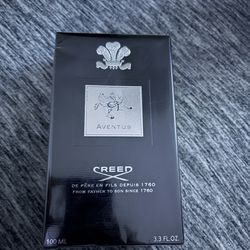 AVENTUS
CREED
DE PÈRE EN FILS DEPUIS 1760
FROM FATHER TO SON SINCE 1760
100 ML 3.3 FL.OZ.